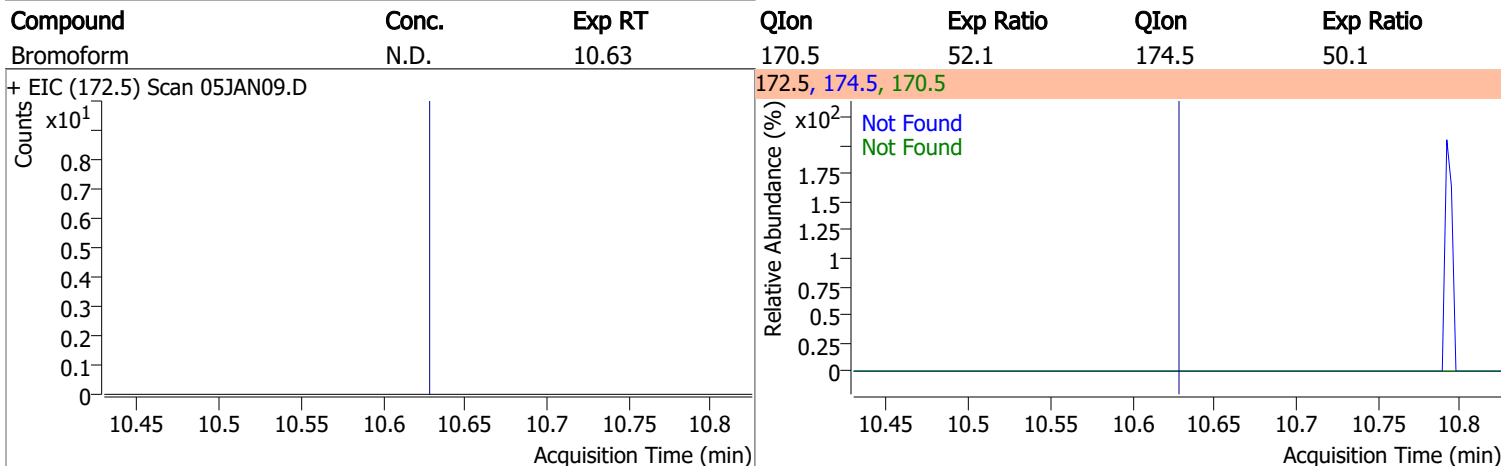 Compound Conc. Exp RT QIon Exp Ratio QIon Exp Ratio
Bromoform N.D. 10.63 170.5 52.1 174.5 50.1
+ EIC (172.5) Scan 05JAN09.D
Counts
x10¹
0.8
0.7
0.6
0.5
0.4
0.3
0.2
0.1
0
10.45 10.5 10.55 10.6 10.65 10.7 10.75 10.8
Acquisition Time (min)
172.5, 174.5, 170.5
Relative Abundance (%)
x10²
Not Found
Not Found
1.75
1.5
1.25
1
0.75
0.5
0.25
0
10.45 10.5 10.55 10.6 10.65 10.7 10.75 10.8
Acquisition Time (min)